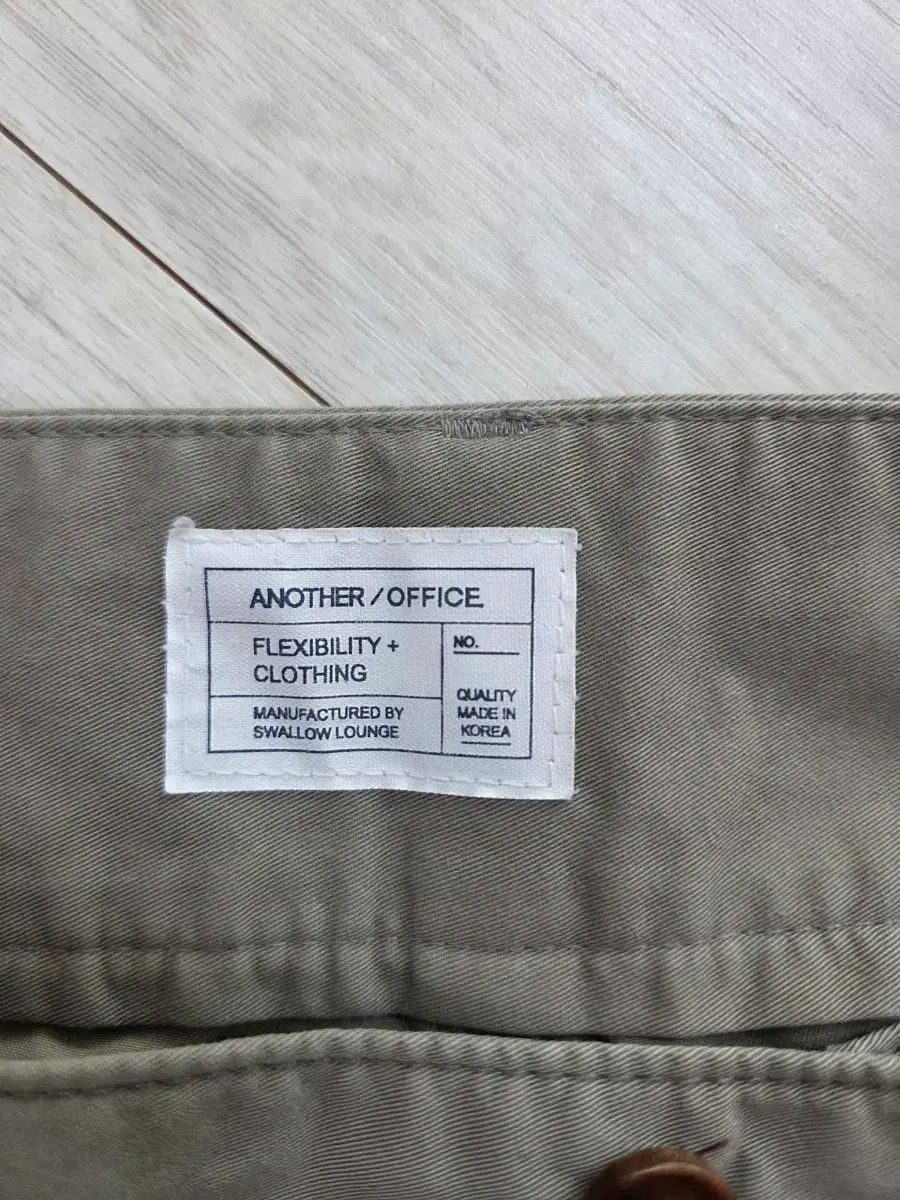 ANOTHER / OFFICE
FLEXIBILITY +
CLOTHING
MANUFACTURED BY
SWALLOW LOUNGE
NO.
QUALITY
MADE IN
KOREA